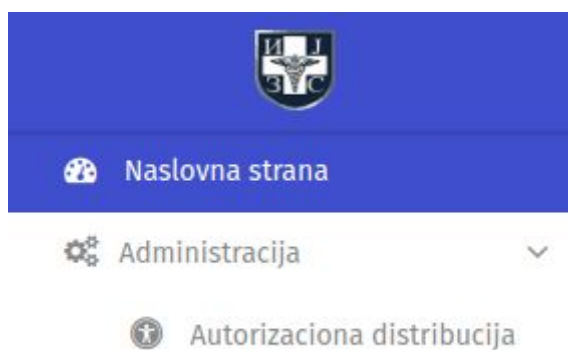 И Ј
З С
Naslovna strana
Administracija
Autorizaciona distribucija